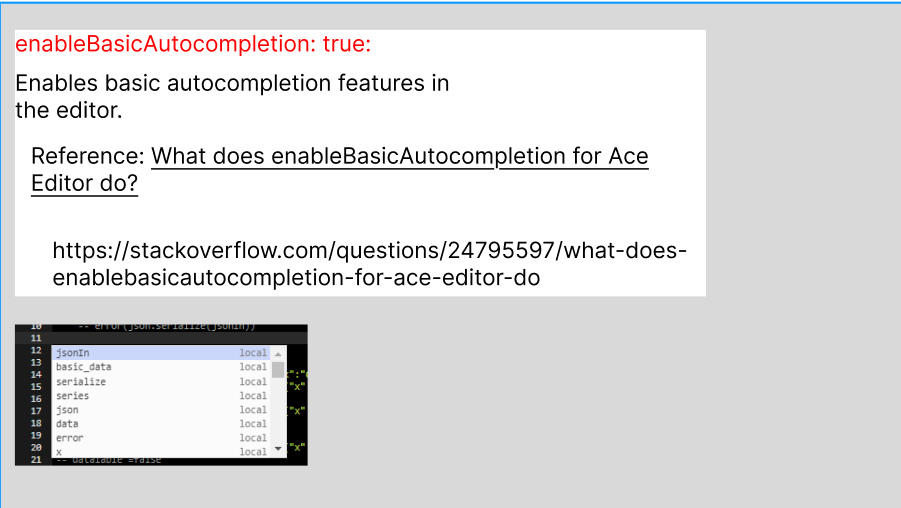 enableBasicAutocompletion: true:
Enables basic autocompletion features in
the editor.
Reference: What does enableBasicAutocompletion for Ace
Editor do?
https://stackoverflow.com/questions/24795597/what-does-
enablebasicautocompletion-for-ace-editor-do
10 -- error(json.serialize(jsonIn))
11
12 jsonIn local
13 basic_data local
14 serialize local ":"
15 series local "x"
16 json local
17 data local "x"
18 error local
19
20 x local "x"
21 -- datatable =false